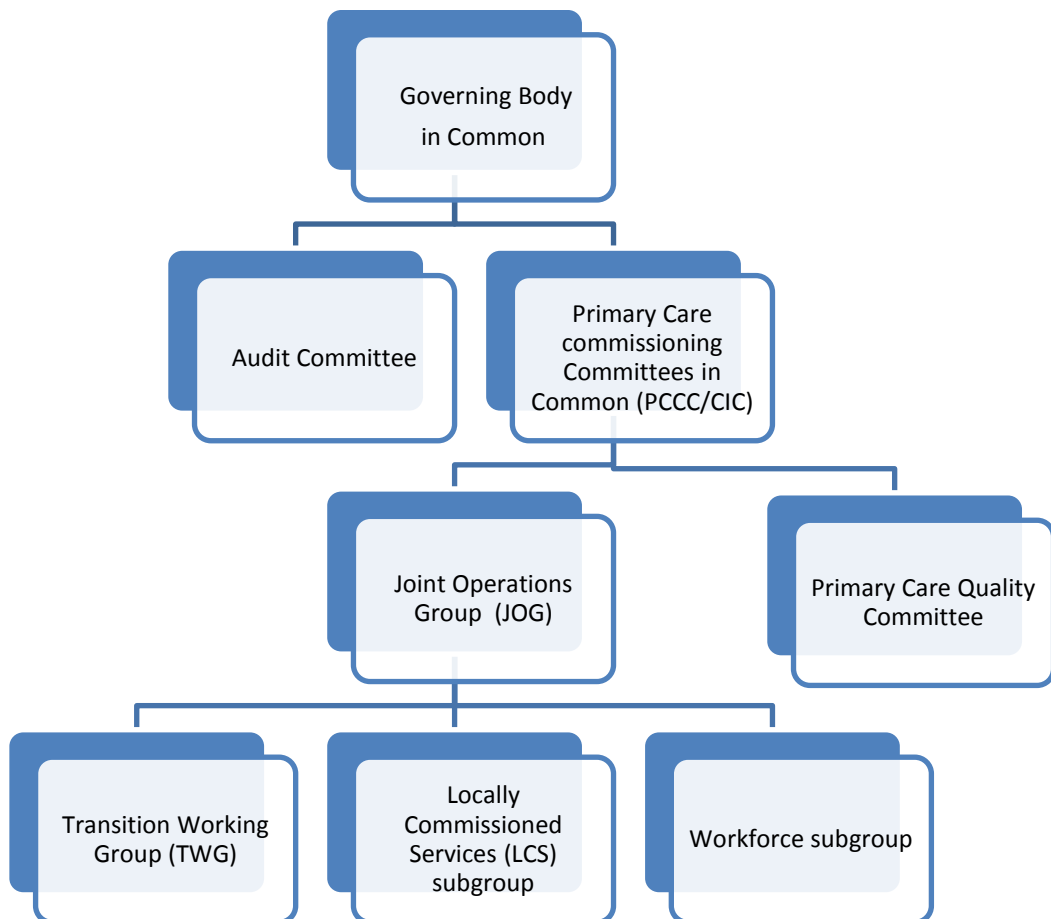 Governing Body
in Common
Audit Committee
Primary Care
commissioning
Committees in
Common (PCCC/CIC)
Joint Operations
Group  (JOG)
Primary Care Quality
Committee
Transition Working
Group (TWG)
Locally
Commissioned
Services (LCS)
subgroup
Workforce subgroup